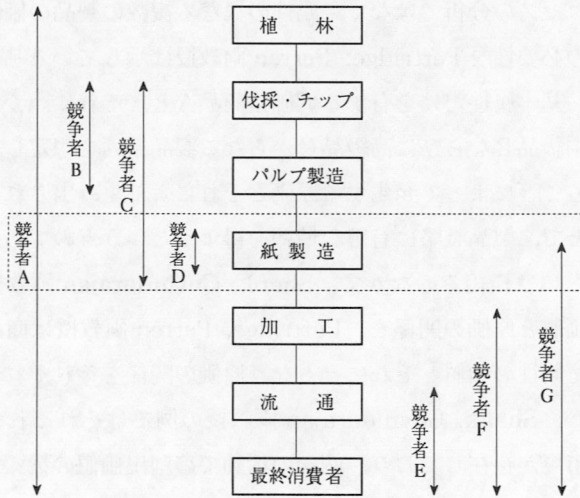 植林
伐採・チップ
パルプ製造
紙製造
加工
流通
最終消費者
競争者A
競争者B
競争者C
競争者D
競争者E
競争者F
競争者G